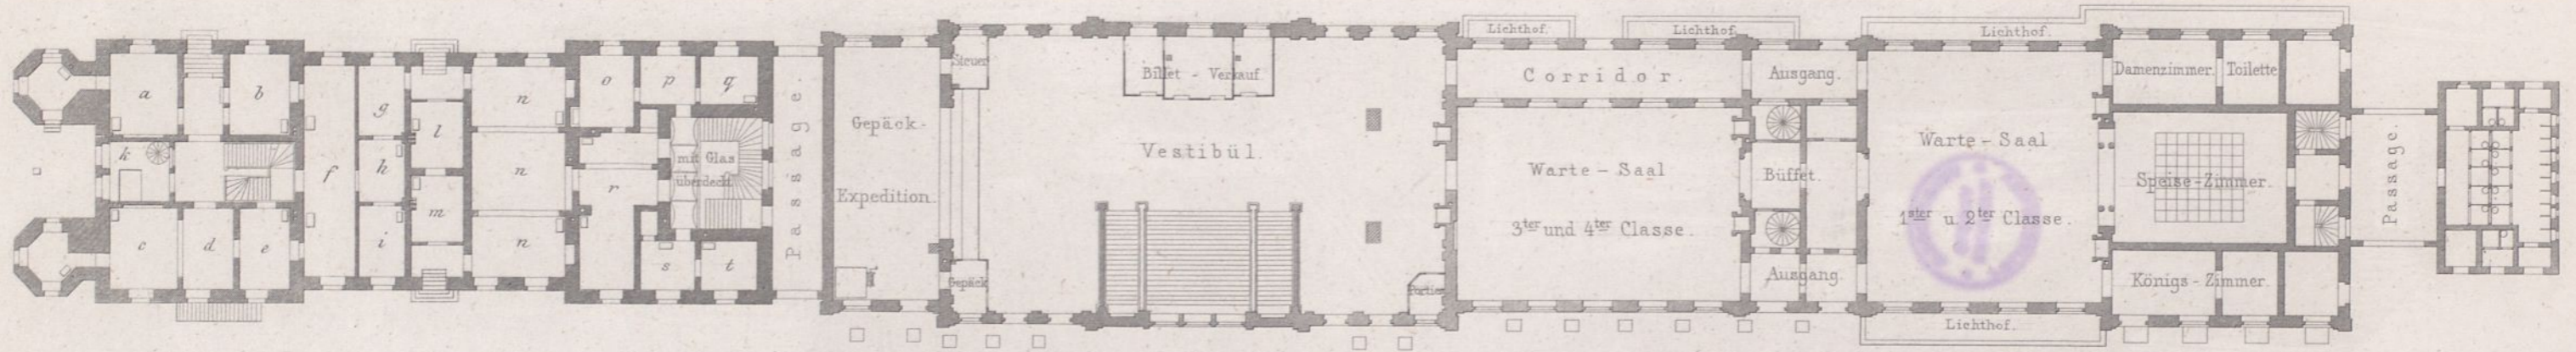 a
b
k
c
d
e
f
g
h
i
l
m
n
n
n
o
p
q
r
s
t
mit Glas
überdeckt.
Passage.
Gepäck-
Expedition.
Steuer
Gepäck
Billet - Verkauf
Vestibül.
Portier
Lichthof.
Lichthof.
Corridor.
Warte - Saal
3ter und 4ter Classe.
Ausgang.
Büffet.
Ausgang.
Lichthof.
Warte - Saal
1ster u. 2ter Classe.
Lichthof.
Damenzimmer.
Toilette
Speise-Zimmer.
Königs - Zimmer.
Passage.